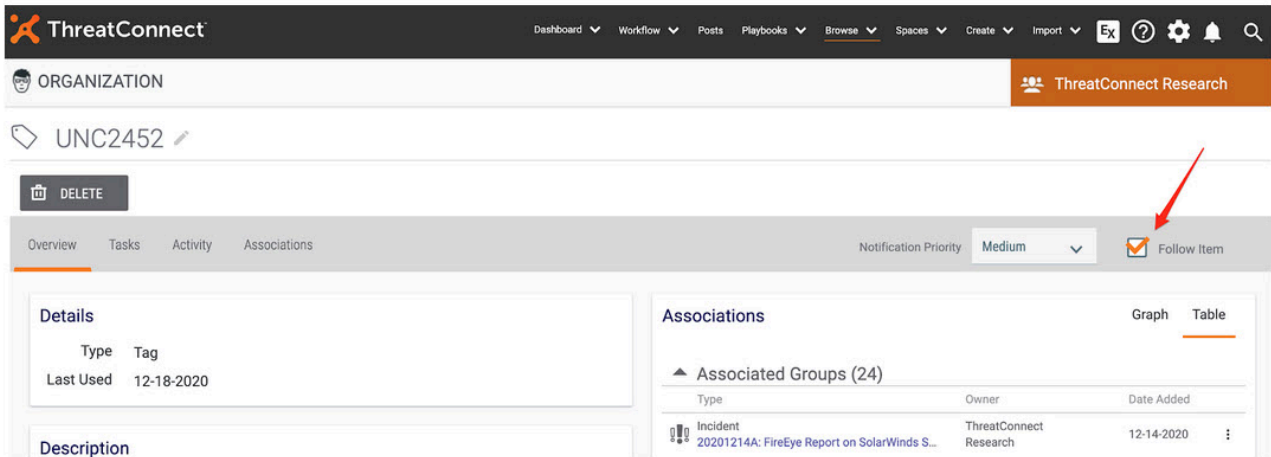 ThreatConnect
Dashboard Workflow Posts Playbooks Browse Spaces Create Import Ex
ORGANIZATION
ThreatConnect Research
UNC2452
DELETE
Overview Tasks Activity Associations Notification Priority Medium Follow Item
Details
Type Tag
Last Used 12-18-2020
Description
Associations Graph Table
Associated Groups (24)
Type Owner Date Added
Incident
20201214A: FireEye Report on SolarWinds S...
ThreatConnect
Research
12-14-2020